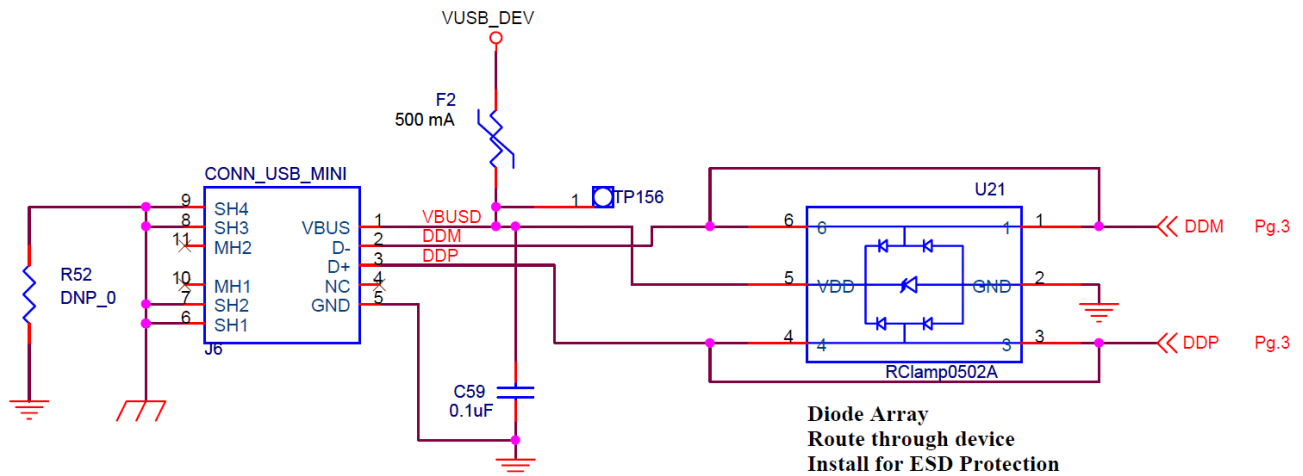 VUSB_DEV
F2
500 mA
CONN_USB_MINI
TP156
1
U21
9 SH4
8 SH3
11 MH2
10 MH1
7 SH2
6 SH1
VBUS 1 VBUSD
D- 2 DDM
D+ 3 DDP
NC 4
GND 5
J6
R52
DNP_0
C59
0.1uF
6 6 1 1
5 VDD GND 2
4 4 3 3
DDM Pg.3
DDP Pg.3
RClamp0502A
Diode Array
Route through device
Install for ESD Protection